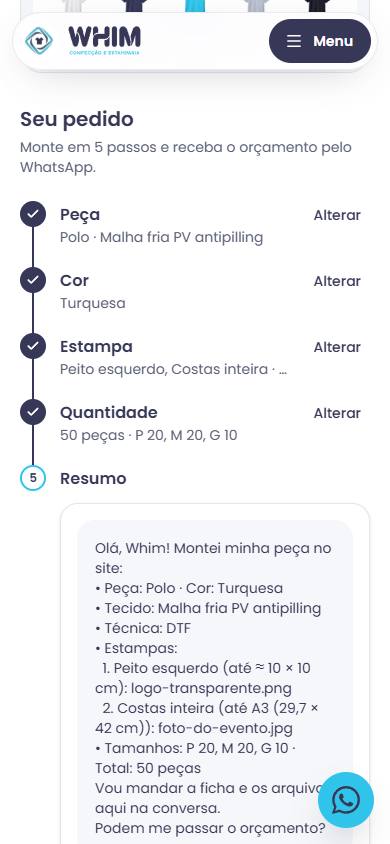 WHIM
CONFECÇÃO E ESTAMPARIA
Menu
Seu pedido
Monte em 5 passos e receba o orçamento pelo
WhatsApp.
Peça
Alterar
Polo · Malha fria PV antipilling
Cor
Alterar
Turquesa
Estampa
Alterar
Peito esquerdo, Costas inteira · …
Quantidade
Alterar
50 peças · P 20, M 20, G 10
5
Resumo
Olá, Whim! Montei minha peça no
site:
• Peça: Polo · Cor: Turquesa
• Tecido: Malha fria PV antipilling
• Técnica: DTF
• Estampas:
1. Peito esquerdo (até ≈ 10 × 10
cm): logo-transparente.png
2. Costas inteira (até A3 (29,7 ×
42 cm)): foto-do-evento.jpg
• Tamanhos: P 20, M 20, G 10 ·
Total: 50 peças
Vou mandar a ficha e os
aqui na conversa.
Podem me passar o orçamento?